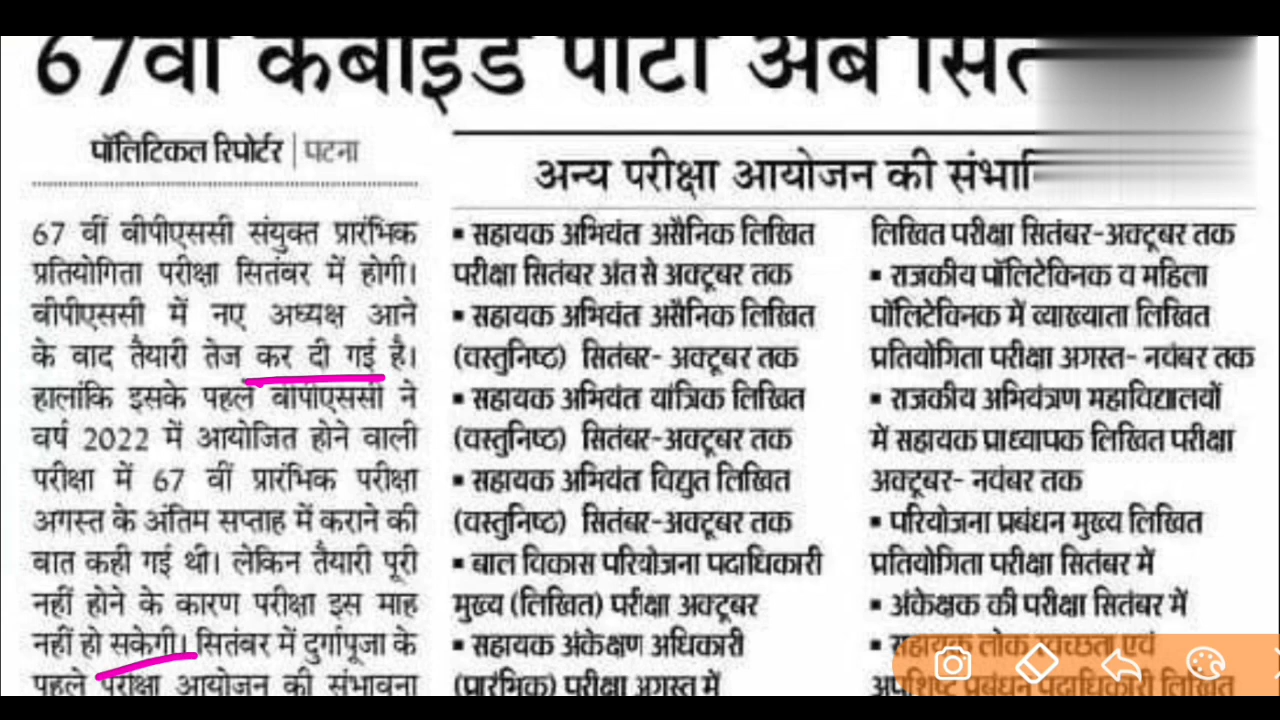 67वीं कंबाइंड पीटी अब
पॉलिटिकल रिपोर्टर | पटना
67 वीं बीपीएससी संयुक्त प्रारंभिक
प्रतियोगिता परीक्षा सितंबर में होगी।
बीपीएससी में नए अध्यक्ष आने
के बाद तैयारी तेज कर दी गई है।
हालांकि इसके पहले बीपीएससी ने
वर्ष 2022 में आयोजित होने वाली
परीक्षा में 67 वीं प्रारंभिक परीक्षा
अगस्त के अंतिम सप्ताह में कराने की
बात कही गई थी। लेकिन तैयारी पूरी
नहीं होने के कारण परीक्षा इस माह
नहीं हो सकेगी। सितंबर में दुर्गापूजा के
पहले परीक्षा आयोजन की संभावना
अन्य परीक्षा आयोजन की
▪ सहायक अभियंत असैनिक लिखित
परीक्षा सितंबर अंत से अक्टूबर तक
▪ सहायक अभियंत असैनिक लिखित
(वस्तुनिष्ठ) सितंबर- अक्टूबर तक
▪ सहायक अभियंत यांत्रिक लिखित
(वस्तुनिष्ठ) सितंबर-अक्टूबर तक
▪ सहायक अभियंत विद्युत लिखित
(वस्तुनिष्ठ) सितंबर-अक्टूबर तक
▪ बाल विकास परियोजना पदाधिकारी
मुख्य (लिखित) परीक्षा अक्टूबर
▪ सहायक अंकेक्षण अधिकारी
(प्रारंभिक) परीक्षा अगस्त में
लिखित परीक्षा सितंबर-अक्टूबर तक
▪ राजकीय पॉलिटेक्निक व महिला
पॉलिटेक्निक में व्याख्याता लिखित
प्रतियोगिता परीक्षा अगस्त- नवंबर तक
▪ राजकीय अभियंत्रण महाविद्यालयों
में सहायक प्राध्यापक लिखित परीक्षा
अक्टूबर- नवंबर तक
▪ परियोजना प्रबंधन मुख्य लिखित
प्रतियोगिता परीक्षा सितंबर में
▪ अंकेक्षक की परीक्षा सितंबर में
▪ सहायक लोक स्वच्छता एवं
अपशिष्ट प्रबंधन पदाधिकारी लिखित